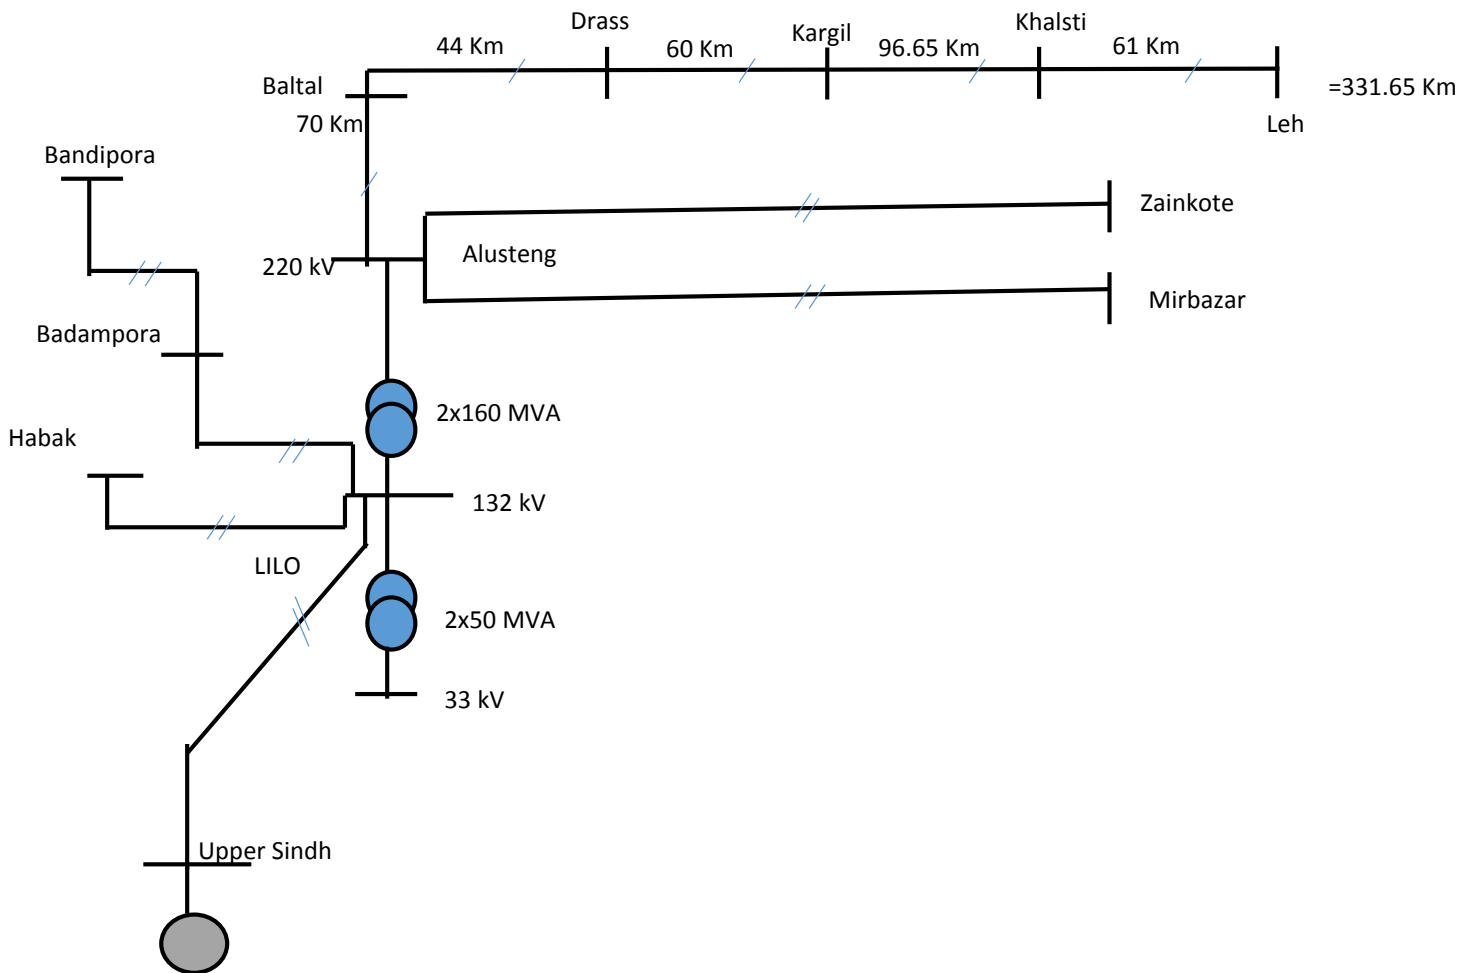 Drass
Kargil
Khalsti
44 Km
60 Km
96.65 Km
61 Km
Baltal
=331.65 Km
70 Km
Leh
Bandipora
Zainkote
220 kV
Alusteng
Mirbazar
Badampora
2x160 MVA
Habak
132 kV
LILO
2x50 MVA
33 kV
Upper Sindh